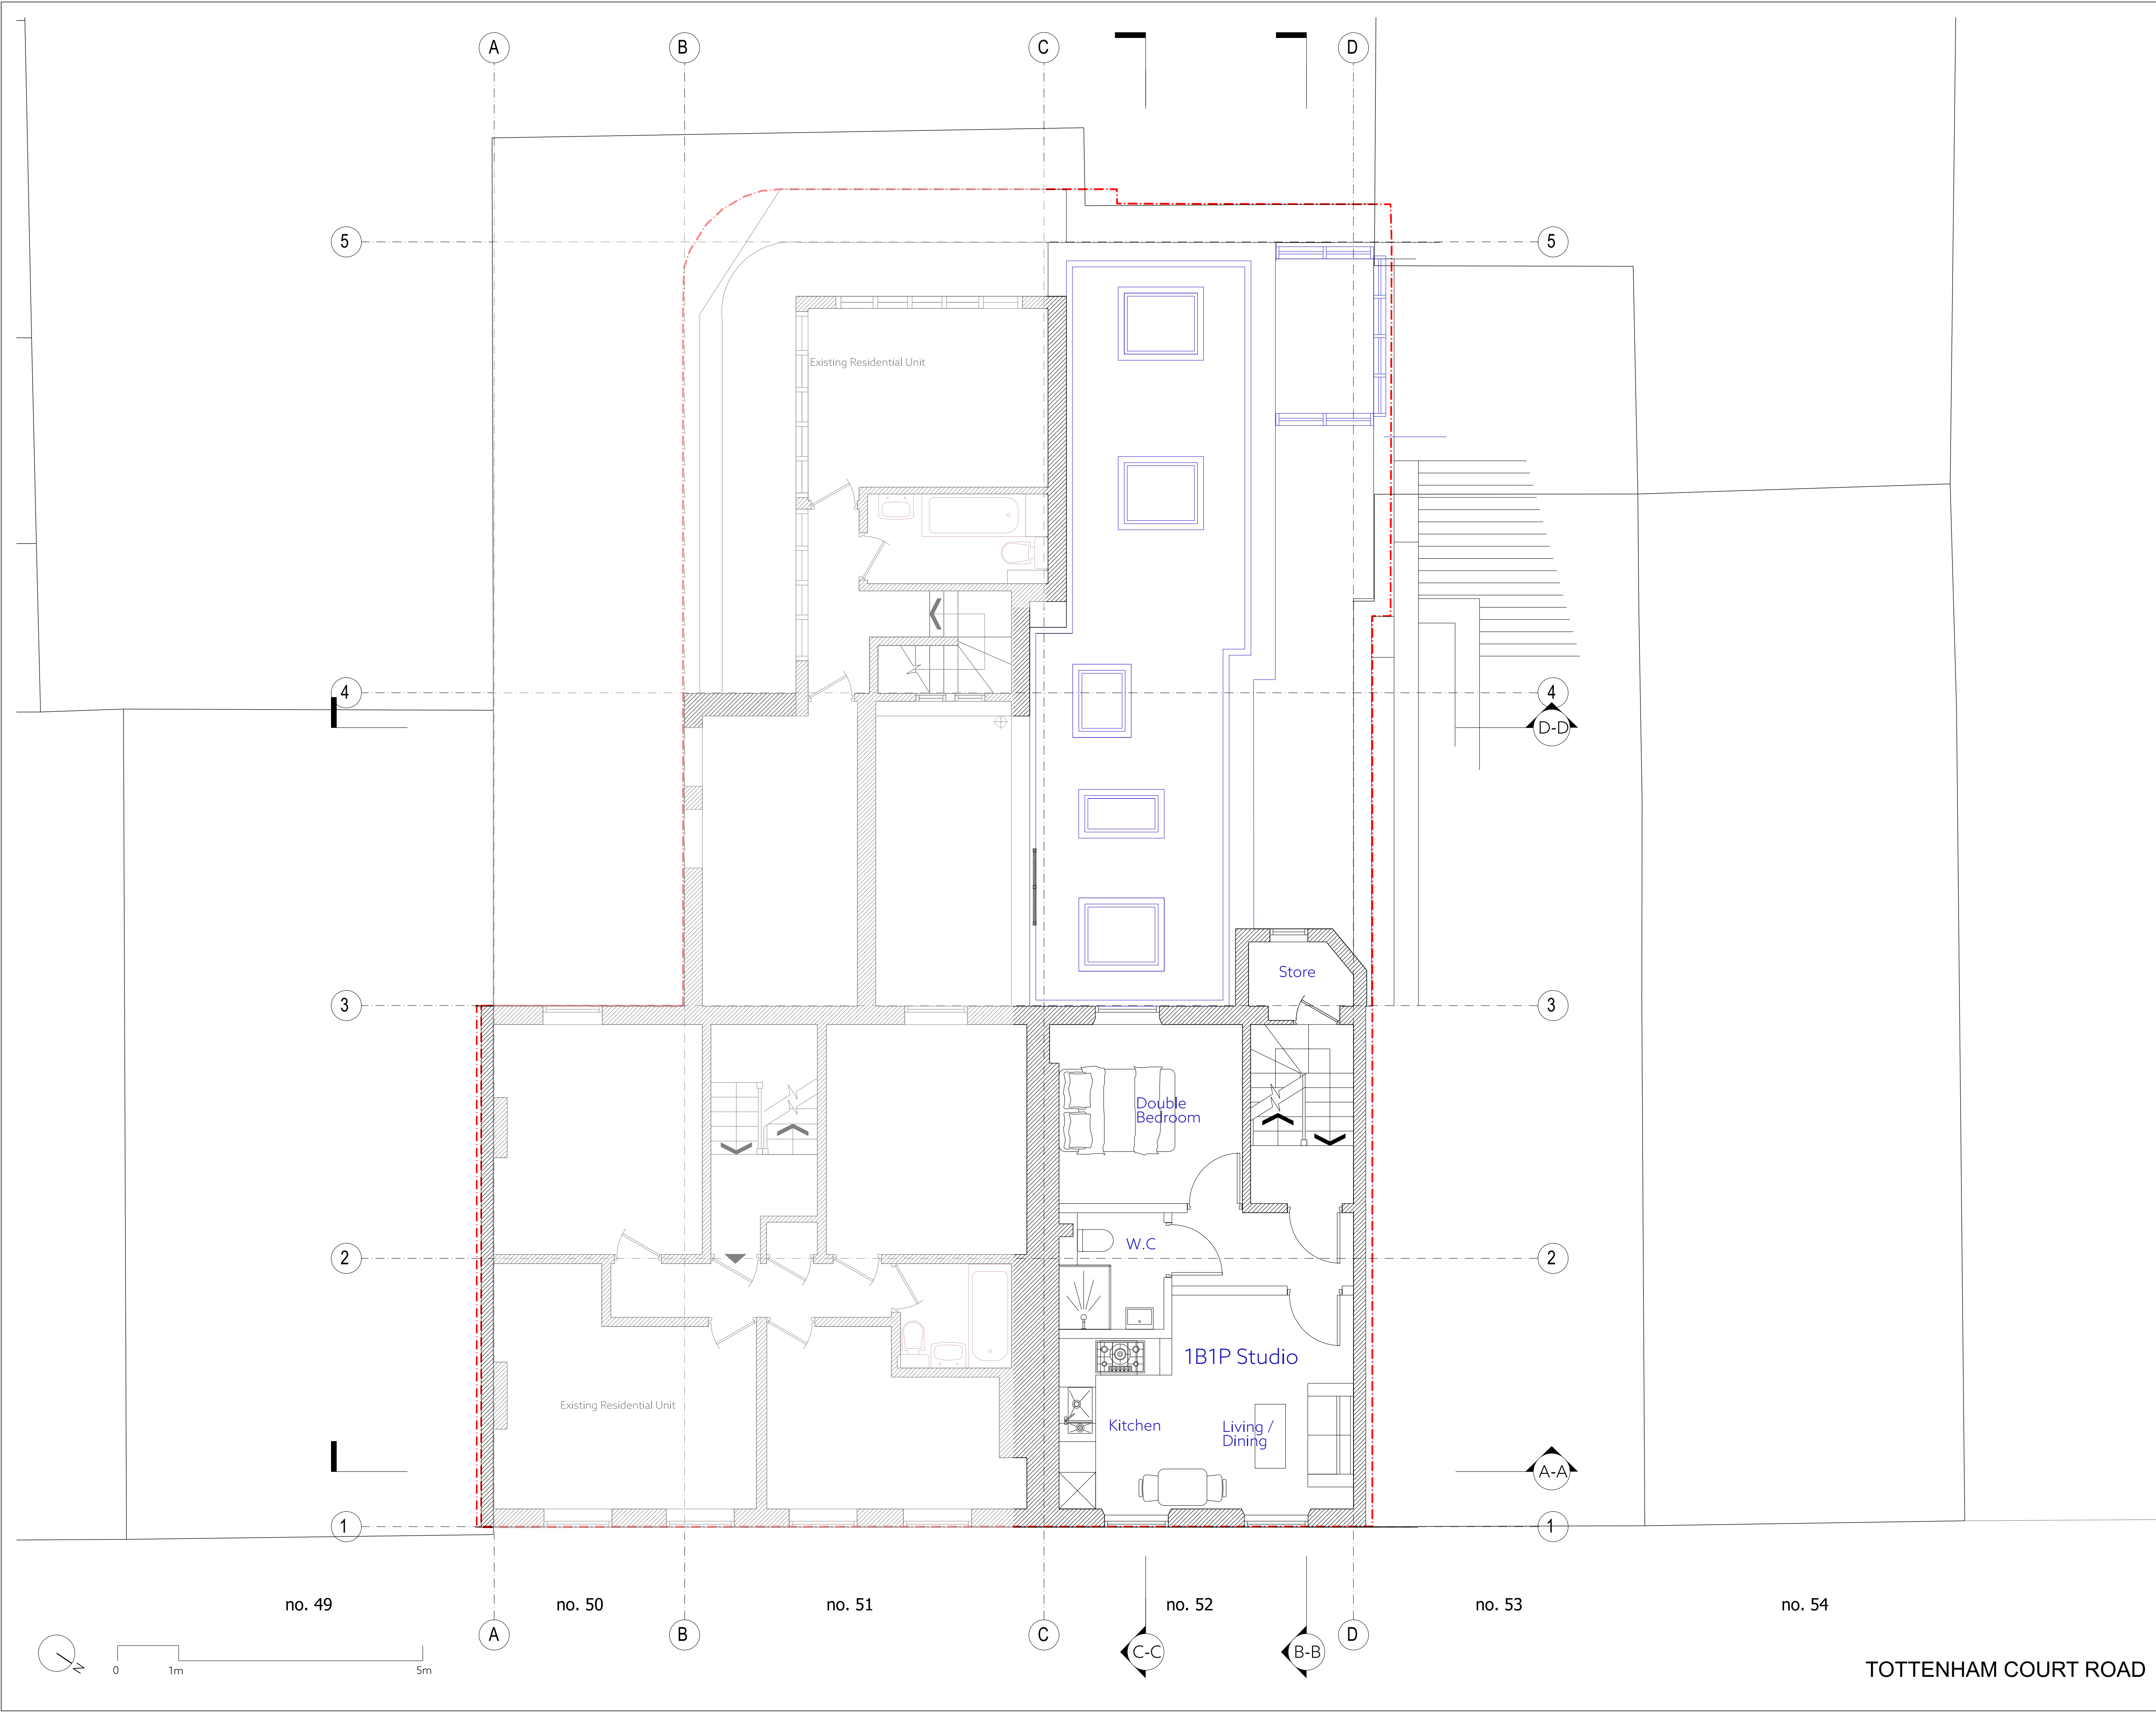 A B C D
5 5
Existing Residential Unit
4 4
D-D
Store
3 3
Double
Bedroom
W.C
2 2
1B1P Studio
Existing Residential Unit
Kitchen
Living /
Dining
A-A
1 1
no. 49 no. 50 no. 51 no. 52 no. 53 no. 54
A B C D
C-C B-B
N
0 1m 5m
TOTTENHAM COURT ROAD